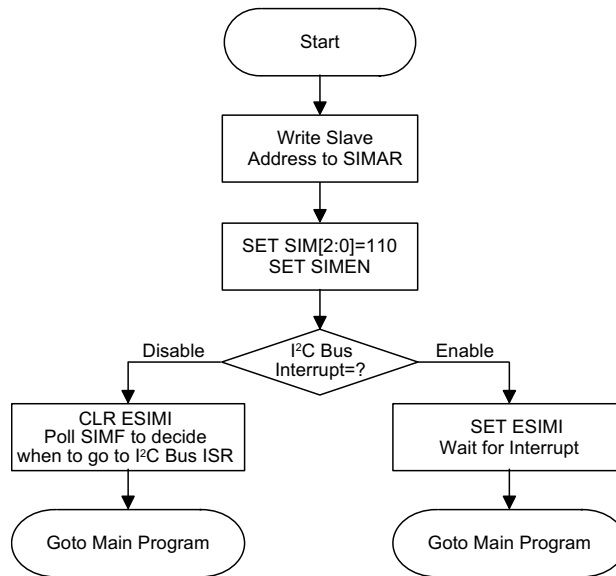 Start
Write Slave
Address to SIMAR
SET SIM[2:0]=110
SET SIMEN
I²C Bus
Interrupt=?
Disable
Enable
CLR ESIMI
Poll SIMF to decide
when to go to I²C Bus ISR
SET ESIMI
Wait for Interrupt
Goto Main Program
Goto Main Program